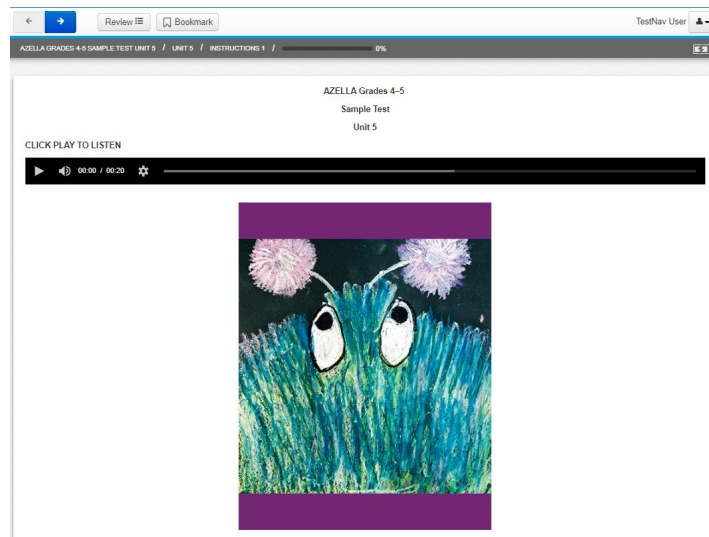 Review
Bookmark
TestNav User
AZELLA GRADES 4-5 SAMPLE TEST UNIT 5 / UNIT 5 / INSTRUCTIONS 1 / 0%
AZELLA Grades 4–5
Sample Test
Unit 5
CLICK PLAY TO LISTEN
00:00 / 00:20